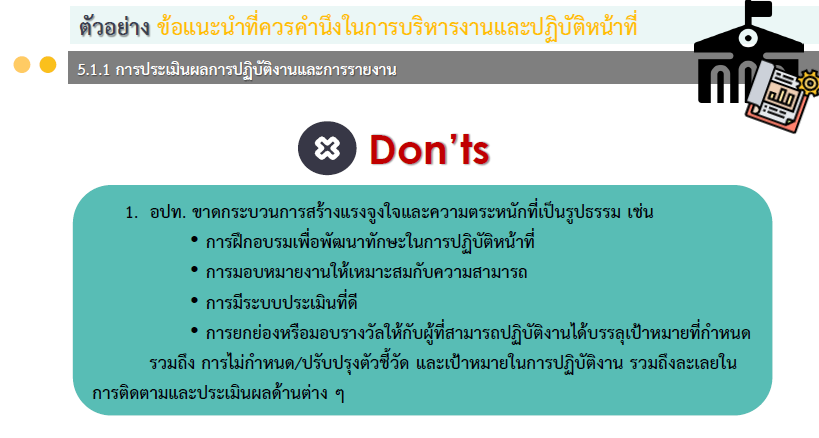 ตัวอย่าง ข้อแนะนำที่ควรคำนึงในการบริหารงานและปฏิบัติหน้าที่
5.1.1 การประเมินผลการปฏิบัติงานและการรายงาน
Don'ts
1. อปท. ขาดกระบวนการสร้างแรงจูงใจและความตระหนักที่เป็นรูปธรรม เช่น
• การฝึกอบรมเพื่อพัฒนาทักษะในการปฏิบัติหน้าที่
• การมอบหมายงานให้เหมาะสมกับความสามารถ
• การมีระบบประเมินที่ดี
• การยกย่องหรือมอบรางวัลให้กับผู้ที่สามารถปฏิบัติงานได้บรรลุเป้าหมายที่กำหนด
รวมถึง การไม่กำหนด/ปรับปรุงตัวชี้วัด และเป้าหมายในการปฏิบัติงาน รวมถึงละเลยใน
การติดตามและประเมินผลด้านต่าง ๆ